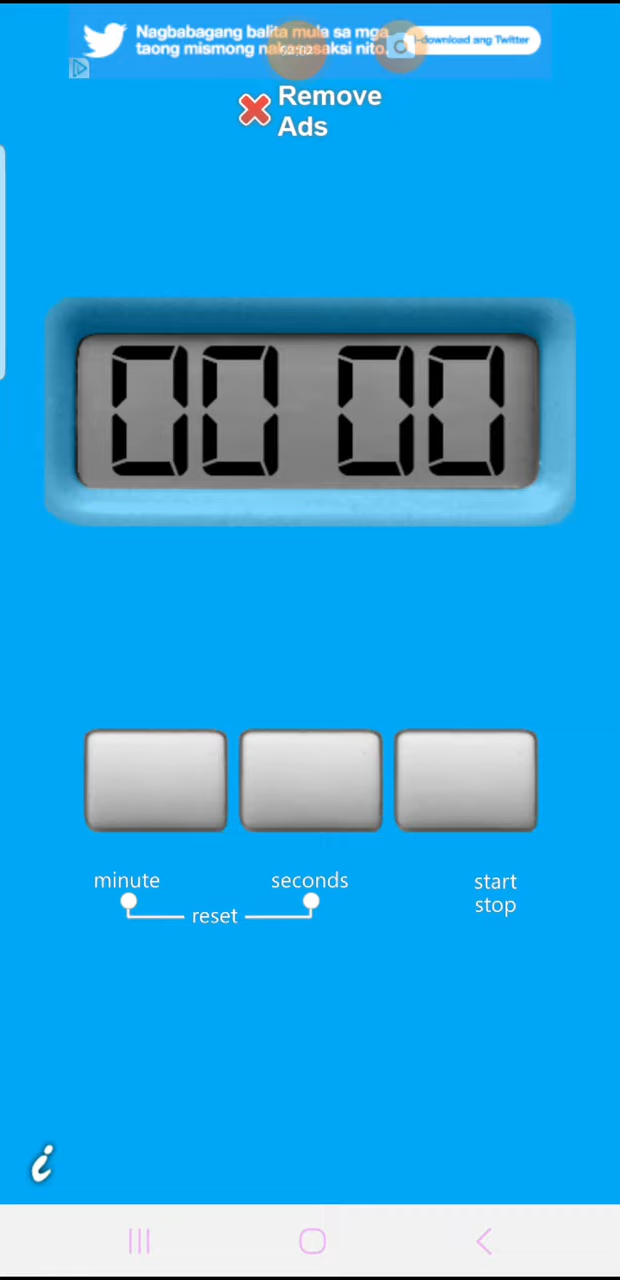 Nagbabagang balita mula sa mga
taong mismong nakasaksi nito.
download ang Twitter
Remove
Ads
00 00
minute
seconds
start
stop
reset
i